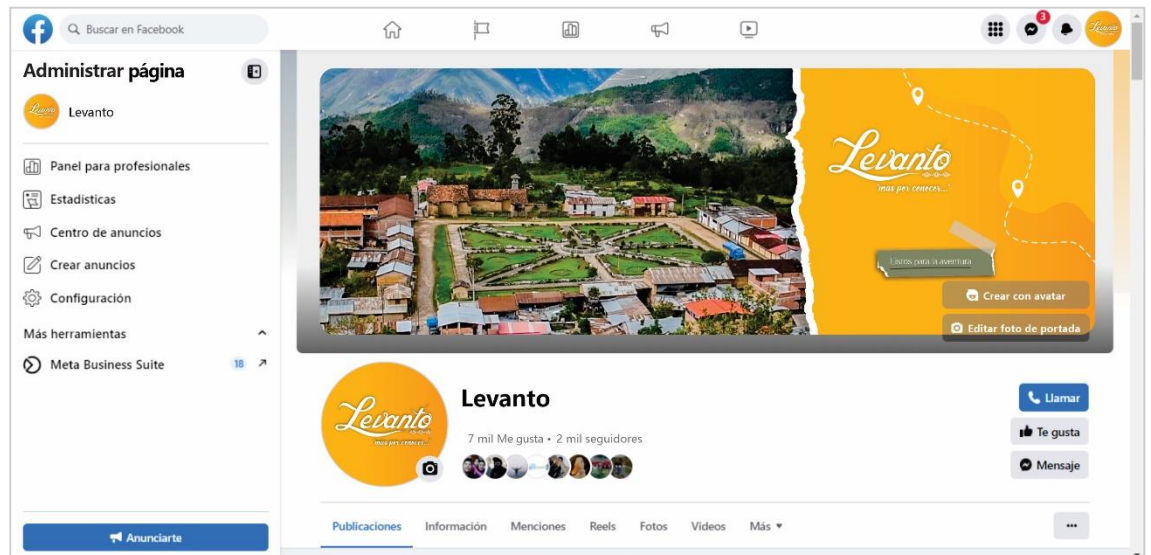 Buscar en Facebook
3
Levanto
Administrar página
Levanto
Levanto
Panel para profesionales
Estadísticas
Centro de anuncios
Crear anuncios
Configuración
Más herramientas
Meta Business Suite
18
Anunciarte
Levanto
"más por conocer..."
Listos para la aventura
Crear con avatar
Editar foto de portada
Levanto
"más por conocer..."
Levanto
7 mil Me gusta • 2 mil seguidores
Llamar
Te gusta
Mensaje
Publicaciones Información Menciones Reels Fotos Videos Más